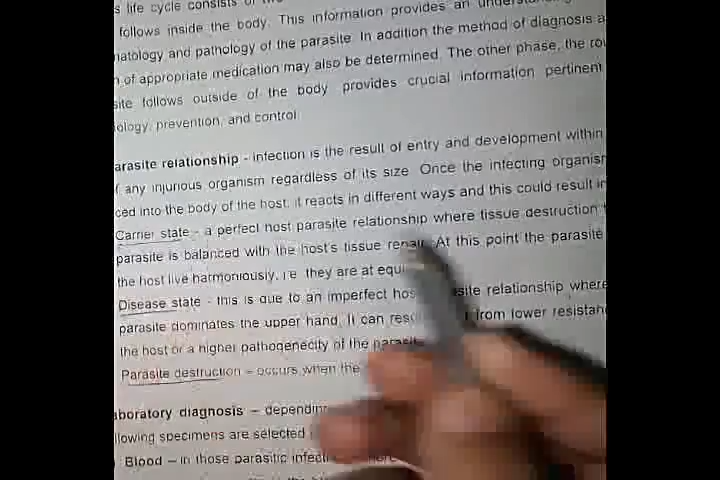 s life cycle consists of
follows inside the body. This information provides an
atology and pathology of the parasite. In addition the method of diagnosis a
n of appropriate medication may also be determined. The other phase, the rou
site follows outside of the body provides crucial information pertinent
iology, prevention, and control
arasite relationship - infection is the result of entry and development within
f any injurious organism regardless of its size. Once the infecting organism
ced into the body of the host, it reacts in different ways and this could result in
Carrier state - a perfect host parasite relationship where tissue destruction
parasite is balanced with the host's tissue repair. At this point the parasite
the host live harmoniously, i.e. they are at equ
Disease state - this is due to an imperfect hos asite relationship where
parasite dominates the upper hand. It can res from lower resistanc
the host or a higher pathogenecity of the parasit
Parasite destruction - occurs when the
aboratory diagnosis – dependin
llowing specimens are selected
Blood – in those parasitic infecti